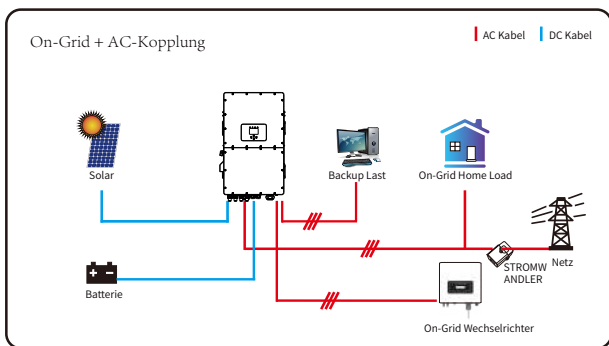 On-Grid + AC-Kopplung
AC Kabel
DC Kabel
Solar
Backup Last
On-Grid Home Load
STROMW
ANDLER
Netz
Batterie
On-Grid Wechselrichter